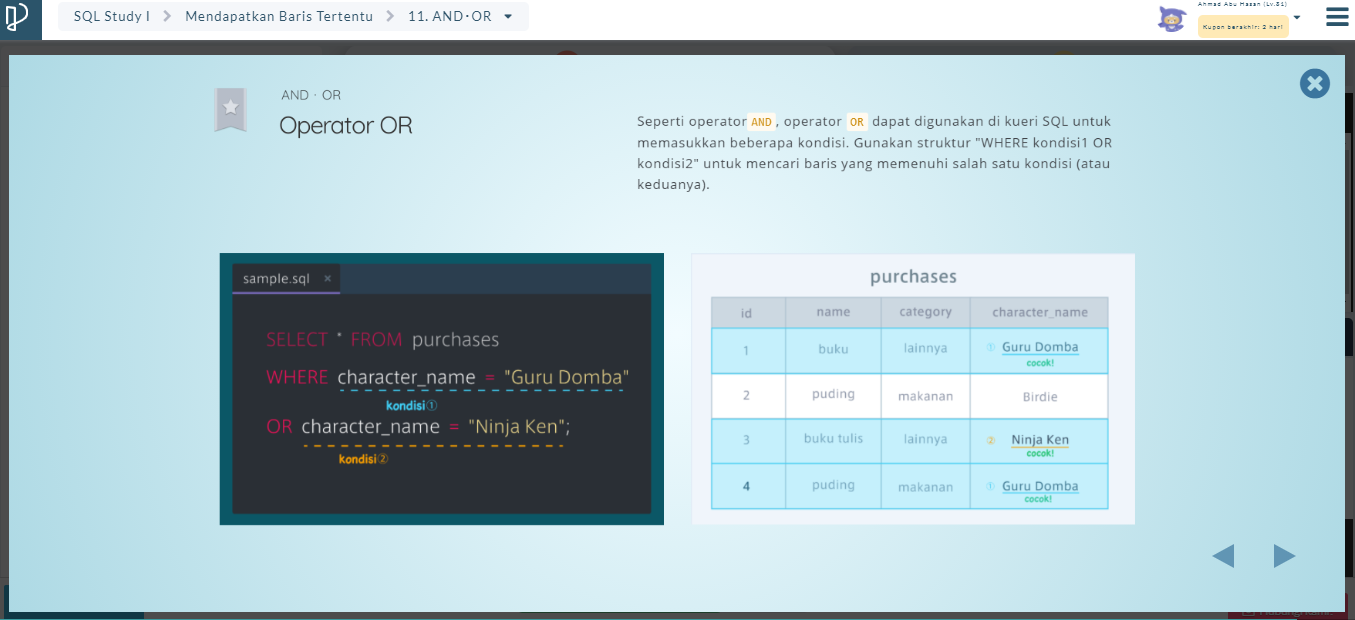 SQL Study I
Mendapatkan Baris Tertentu
11. AND·OR
Ahmad Abu Hasan (Lv.51)
Kupon berakhir: 2 hari
AND · OR
Operator OR
Seperti operator AND, operator OR dapat digunakan di kueri SQL untuk
memasukkan beberapa kondisi. Gunakan struktur "WHERE kondisi1 OR
kondisi2" untuk mencari baris yang memenuhi salah satu kondisi (atau
keduanya).
sample.sql ×
SELECT * FROM purchases
WHERE character_name = "Guru Domba"
kondisi①
OR character_name = "Ninja Ken";
kondisi②
purchases
id name category character_name
1 buku lainnya ① Guru Domba
cocok!
2 puding makanan Birdie
3 buku tulis lainnya ② Ninja Ken
cocok!
4 puding makanan ① Guru Domba
cocok!